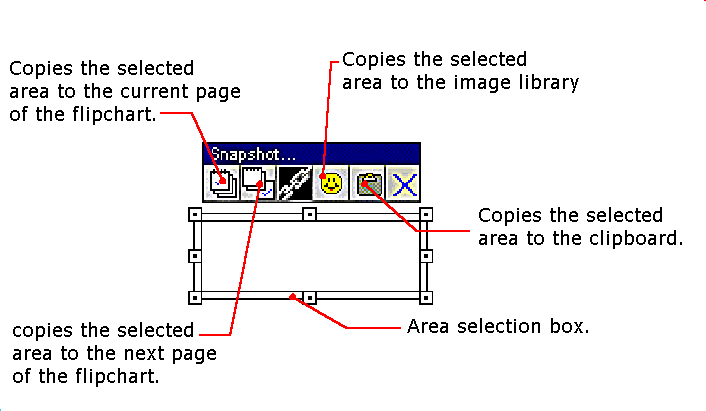 Copies the selected
area to the image library
Copies the selected
area to the current page
of the flipchart.
Snapshot...
Copies the selected
area to the clipboard.
copies the selected
area to the next page
of the flipchart.
Area selection box.